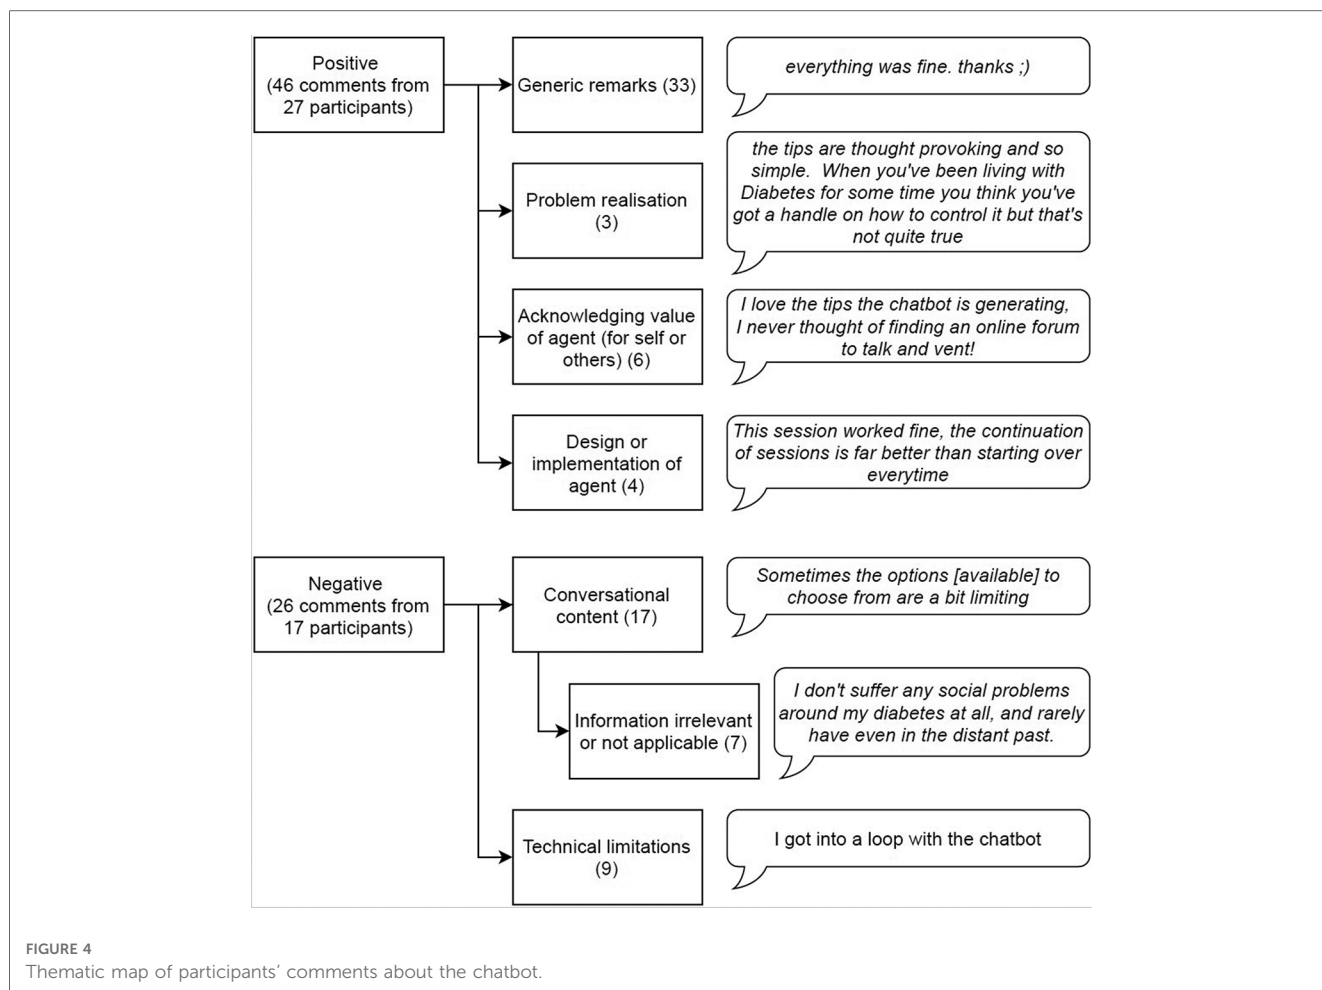 Positive
(46 comments from
27 participants)
Generic remarks (33)
everything was fine. thanks ;)
Problem realisation
(3)
the tips are thought provoking and so
simple.  When you've been living with
Diabetes for some time you think you've
got a handle on how to control it but that's
not quite true
Acknowledging value
of agent (for self or
others) (6)
I love the tips the chatbot is generating,
I never thought of finding an online forum
to talk and vent!
Design or
implementation of
agent (4)
This session worked fine, the continuation
of sessions is far better than starting over
everytime
Negative
(26 comments from
17 participants)
Conversational
content (17)
Sometimes the options [available] to
choose from are a bit limiting
Information irrelevant
or not applicable (7)
I don't suffer any social problems
around my diabetes at all, and rarely
have even in the distant past.
Technical limitations
(9)
I got into a loop with the chatbot
FIGURE 4
Thematic map of participants’ comments about the chatbot.